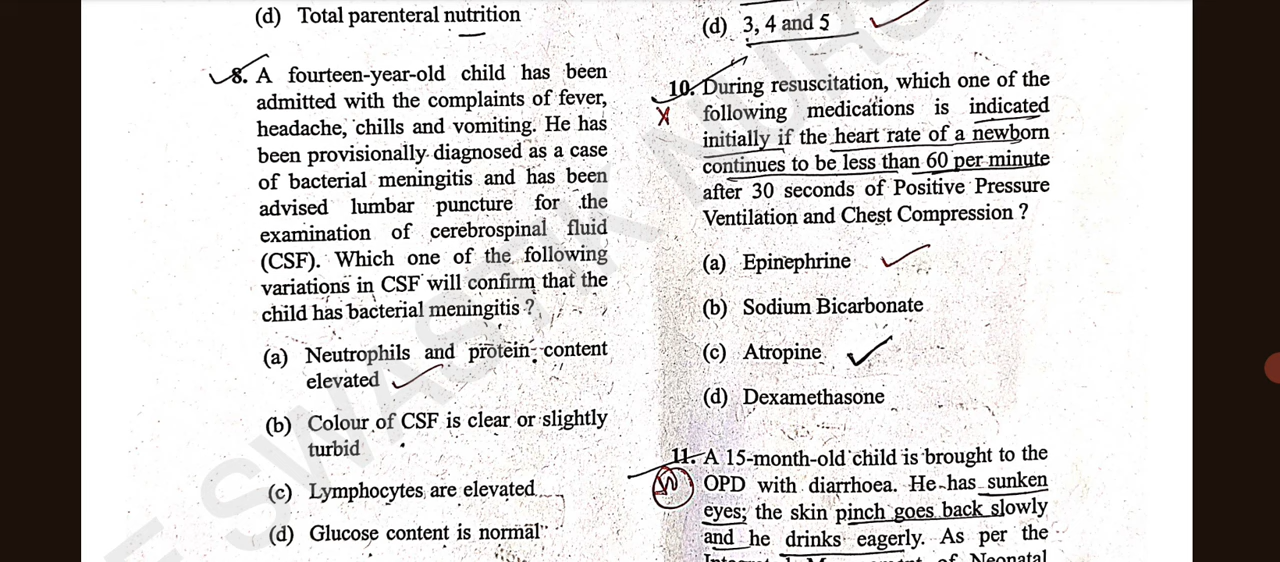 (d) Total parenteral nutrition
8. A fourteen-year-old child has been
admitted with the complaints of fever,
headache, chills and vomiting. He has
been provisionally diagnosed as a case
of bacterial meningitis and has been
advised lumbar puncture for the
examination of cerebrospinal fluid
(CSF). Which one of the following
variations in CSF will confirm that the
child has bacterial meningitis ?
(a) Neutrophils and protein content
elevated
(b) Colour of CSF is clear or slightly
turbid
(c) Lymphocytes are elevated
(d) Glucose content is normal
(d) 3, 4 and 5
10. During resuscitation, which one of the
following medications is indicated
initially if the heart rate of a newborn
continues to be less than 60 per minute
after 30 seconds of Positive Pressure
Ventilation and Chest Compression ?
(a) Epinephrine
(b) Sodium Bicarbonate
(c) Atropine
(d) Dexamethasone
11. A 15-month-old child is brought to the
OPD with diarrhoea. He has sunken
eyes; the skin pinch goes back slowly
and he drinks eagerly. As per the
of Neonatal